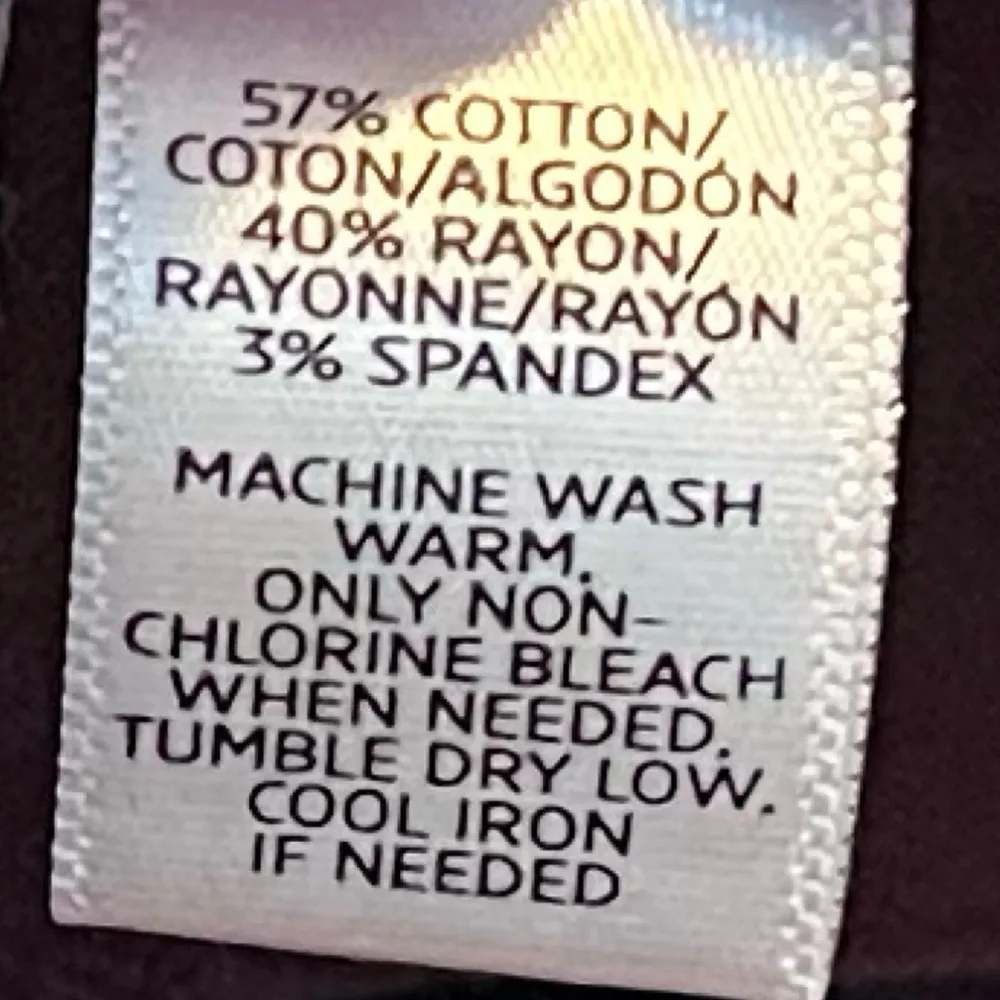 57% COTTON/
COTON/ALGODÓN
40% RAYON/
RAYONNE/RAYÓN
3% SPANDEX
MACHINE WASH
WARM.
ONLY NON-
CHLORINE BLEACH
WHEN NEEDED.
TUMBLE DRY LOW.
COOL IRON
IF NEEDED